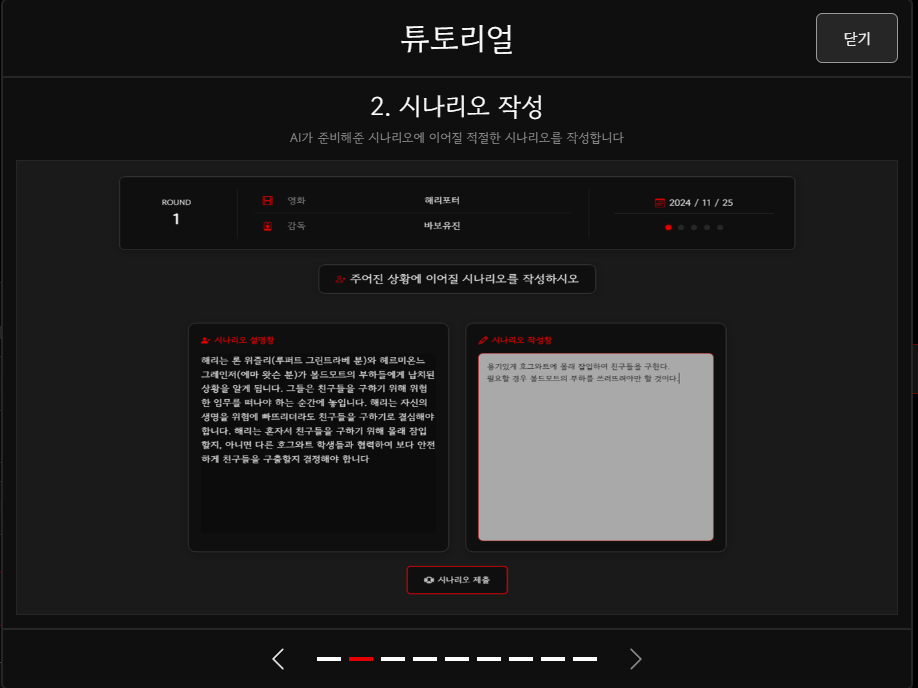 튜토리얼
닫기
2. 시나리오 작성
AI가 준비해준 시나리오에 이어질 적절한 시나리오를 작성합니다
ROUND
1
영화
해리포터
감독
바보유진
2024 / 11 / 25
주어진 상황에 이어질 시나리오를 작성하시오
시나리오 설명창
해리는 론 위즐리(루퍼트 그린트라베 분)와 헤르미온느
그레인저(에마 왓슨 분)가 볼드모트의 부하들에게 납치된
상황을 알게 됩니다. 그들은 친구들을 구하기 위해 위험
한 임무를 떠나야 하는 순간에 놓입니다. 해리는 자신의
생명을 위험에 빠뜨리더라도 친구들을 구하기로 결심해야
합니다. 해리는 혼자서 친구들을 구하기 위해 몰래 잠입
할지, 아니면 다른 호그와트 학생들과 협력하여 보다 안전
하게 친구들을 구출할지 결정해야 합니다
시나리오 작성창
용기있게 호그와트에 몰래 잠입하여 친구들을 구한다.
필요할 경우 볼드모트의 부하를 쓰러뜨려야만 할 것이다.
시나리오 제출